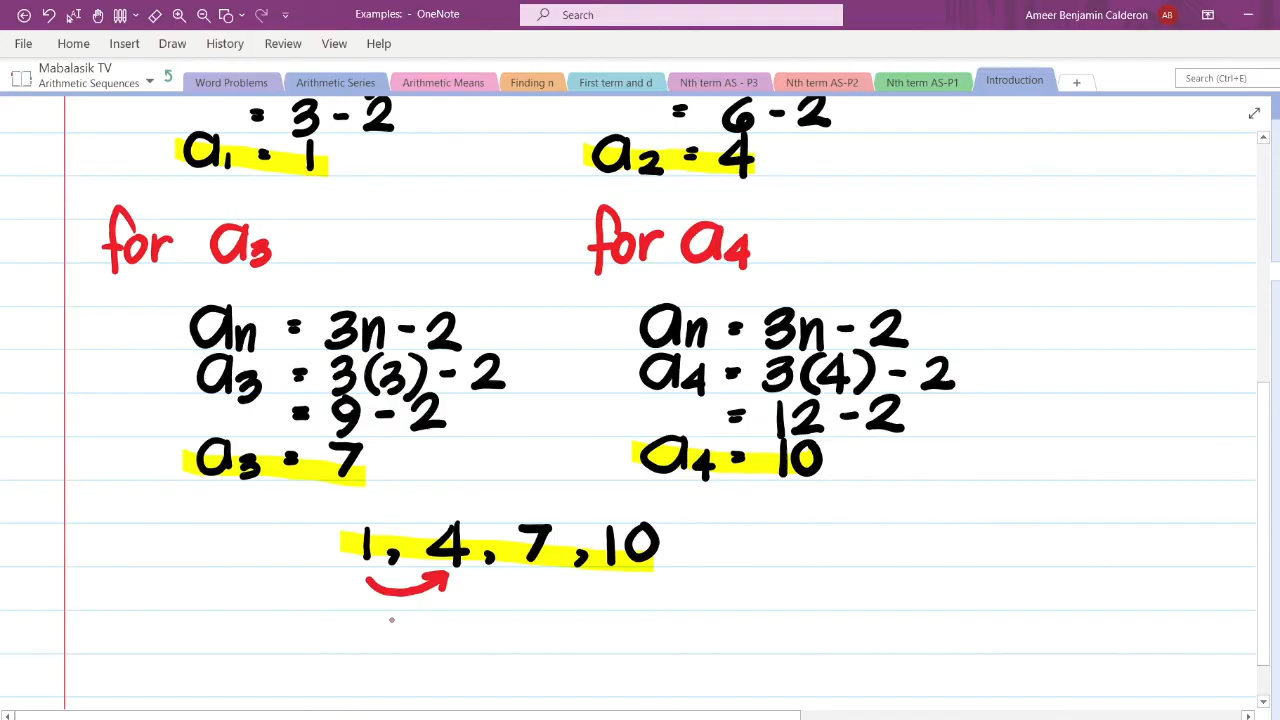 Examples: - OneNote
Search
Ameer Benjamin Calderon
AB
File Home Insert Draw History Review View Help
Mabalasik TV
Arithmetic Sequences
Word Problems
Arithmetic Series
Arithmetic Means
Finding n
First term and d
Nth term AS - P3
Nth term AS-P2
Nth term AS-P1
Introduction
+
Search (Ctrl+E)
= 3 - 2
a₁ = 1
= 6 - 2
a₂ = 4
for a₃
an = 3n - 2
a₃ = 3(3) - 2
= 9 - 2
a₃ = 7
for a₄
an = 3n - 2
a₄ = 3(4) - 2
= 12 - 2
a₄ = 10
1, 4, 7, 10